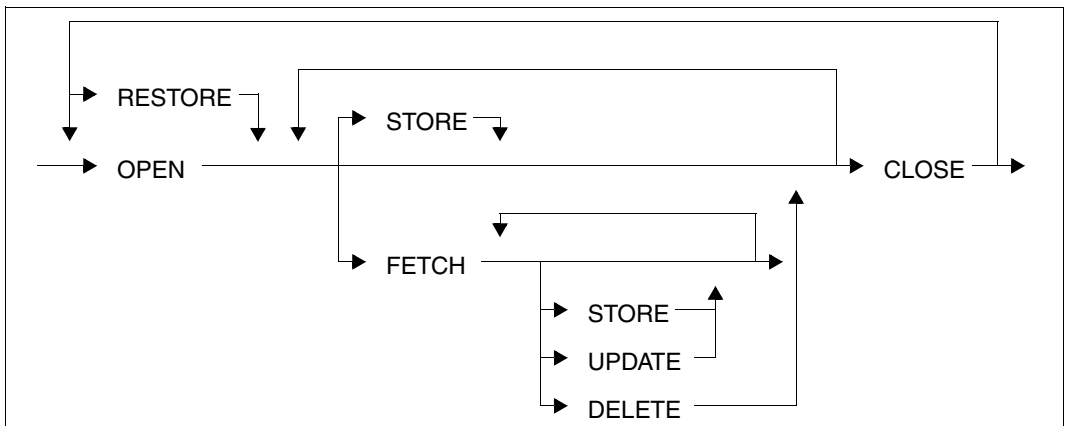 RESTORE
STORE
OPEN
CLOSE
FETCH
STORE
UPDATE
DELETE